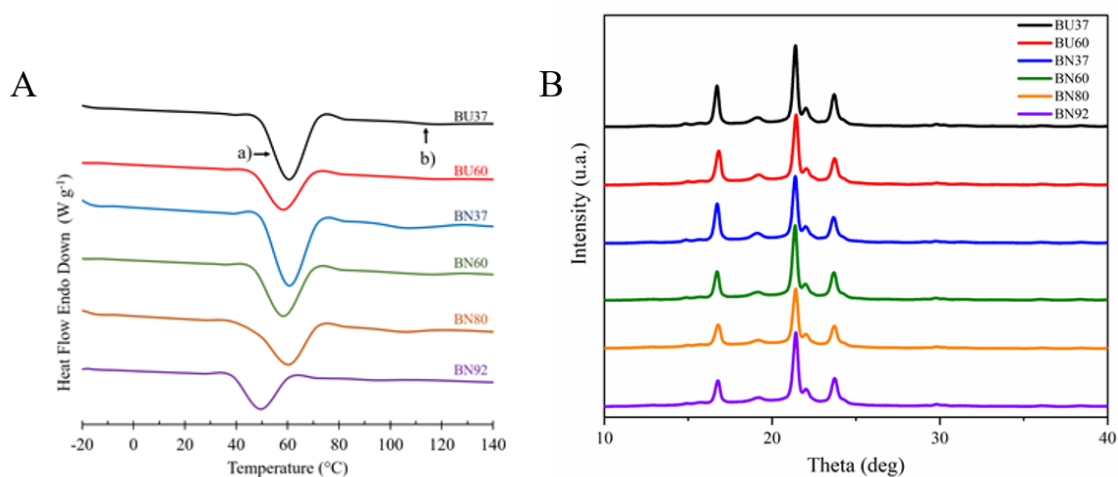 A
BU37
a)
b)
BU60
BN37
BN60
BN80
BN92
Heat Flow Endo Down (W g⁻¹)
-20 0 20 40 60 80 100 120 140
Temperature (°C)
B
BU37
BU60
BN37
BN60
BN80
BN92
Intensity (u.a.)
10 20 30 40
Theta (deg)